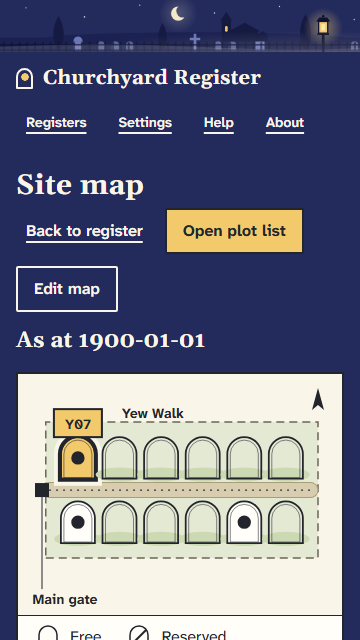 Churchyard Register
Registers Settings Help About
Site map
Back to register Open plot list
Edit map
As at 1900-01-01
Yew Walk
Y07
Main gate
Free Reserved